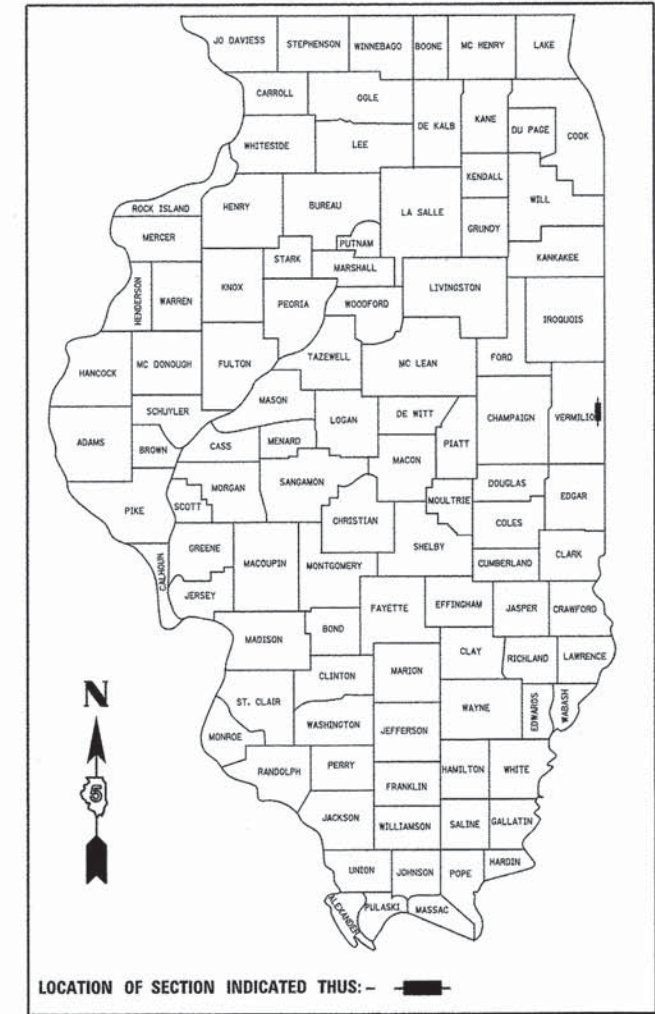 JO DAVIESS STEPHENSON WINNEBAGO BOONE MC HENRY LAKE
CARROLL OGLE DE KALB KANE DU PAGE COOK
WHITESIDE LEE
KENDALL WILL
ROCK ISLAND HENRY BUREAU LA SALLE GRUNDY
MERCER PUTNAM
STARK MARSHALL KANKAKEE
HENDERSON WARREN KNOX PEORIA WOODFORD LIVINGSTON IROQUOIS
HANCOCK MC DONOUGH FULTON TAZEWELL MC LEAN FORD
MASON
SCHUYLER LOGAN DE WITT CHAMPAIGN VERMILIO
ADAMS BROWN CASS MENARD MACON PIATT
MORGAN SANGAMON DOUGLAS EDGAR
PIKE SCOTT CHRISTIAN MOULTRIE COLES
GREENE MACOUPIN MONTGOMERY SHELBY CUMBERLAND CLARK
CALHOUN JERSEY FAYETTE EFFINGHAM JASPER CRAWFORD
MADISON BOND
CLAY RICHLAND LAWRENCE
CLINTON MARION
N ST. CLAIR WAYNE EDWARDS WABASH
WASHINGTON JEFFERSON
MONROE
RANDOLPH PERRY HAMILTON WHITE
FRANKLIN
JACKSON WILLIAMSON SALINE GALLATIN
UNION JOHNSON POPE HARDIN
ALEXANDER PULASKI MASSAC
LOCATION OF SECTION INDICATED THUS: -